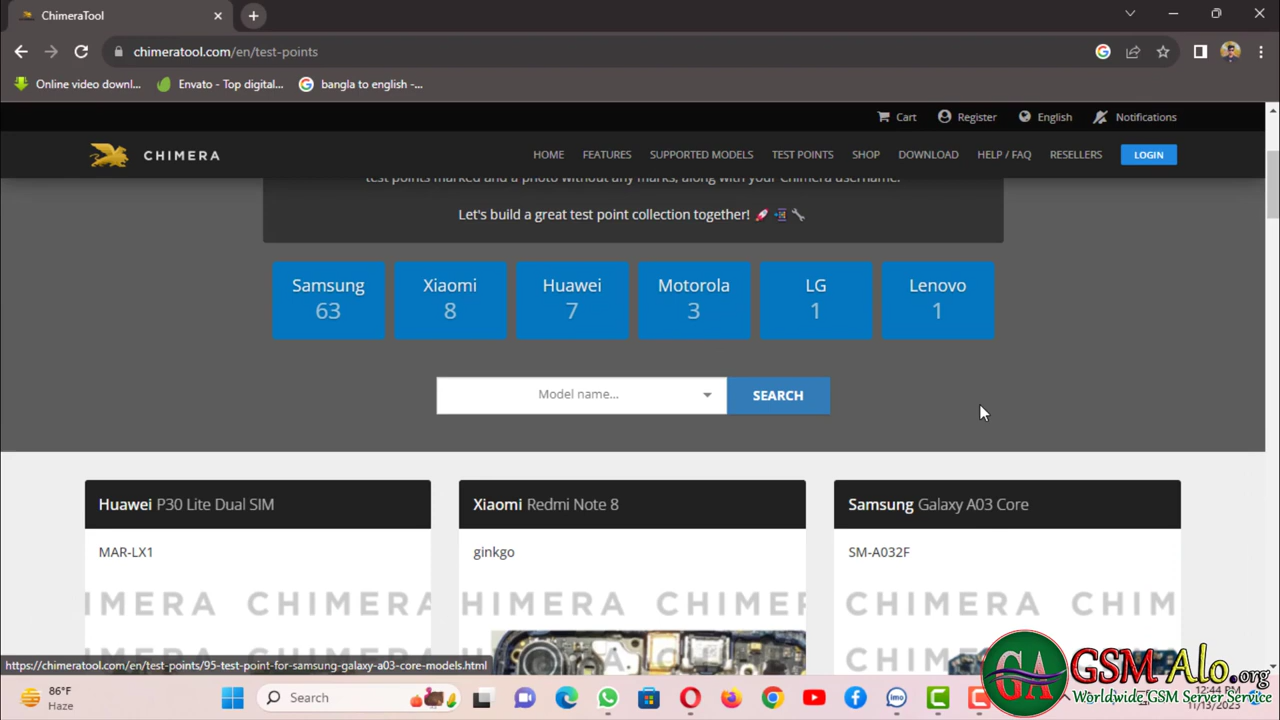 ChimeraTool
chimeratool.com/en/test-points
Online video downl...
Envato - Top digital...
bangla to english -...
Cart
Register
English
Notifications
CHIMERA
HOME
FEATURES
SUPPORTED MODELS
TEST POINTS
SHOP
DOWNLOAD
HELP / FAQ
RESELLERS
LOGIN
test points marked and a photo without any marks, along with your Chimera username.
Let's build a great test point collection together!
Samsung
63
Xiaomi
8
Huawei
7
Motorola
3
LG
1
Lenovo
1
Model name...
SEARCH
Huawei P30 Lite Dual SIM
MAR-LX1
Xiaomi Redmi Note 8
ginkgo
Samsung Galaxy A03 Core
SM-A032F
CHIMERA CHIMERA CHIMERA CHIMERA CHIMERA CHIM
https://chimeratool.com/en/test-points/95-test-point-for-samsung-galaxy-a03-core-models.html
GA
GSM Alo.org
Worldwide GSM Server Service
86°F
Haze
Search
imo
12:44 PM
11/13/2023